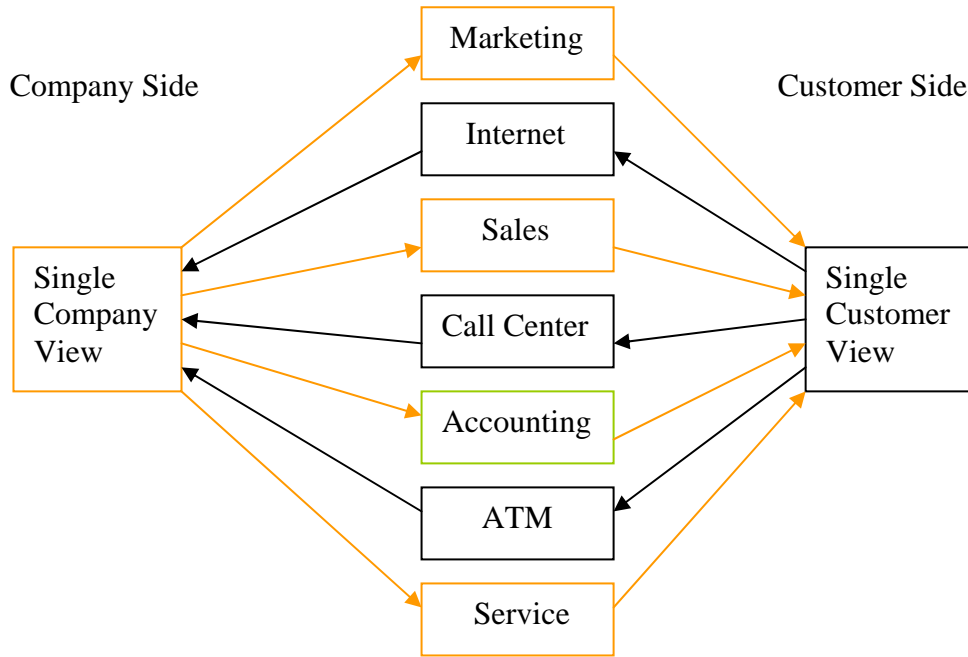 Marketing
Company Side
Customer Side
Internet
Sales
Single
Company
View
Call Center
Single
Customer
View
Accounting
ATM
Service